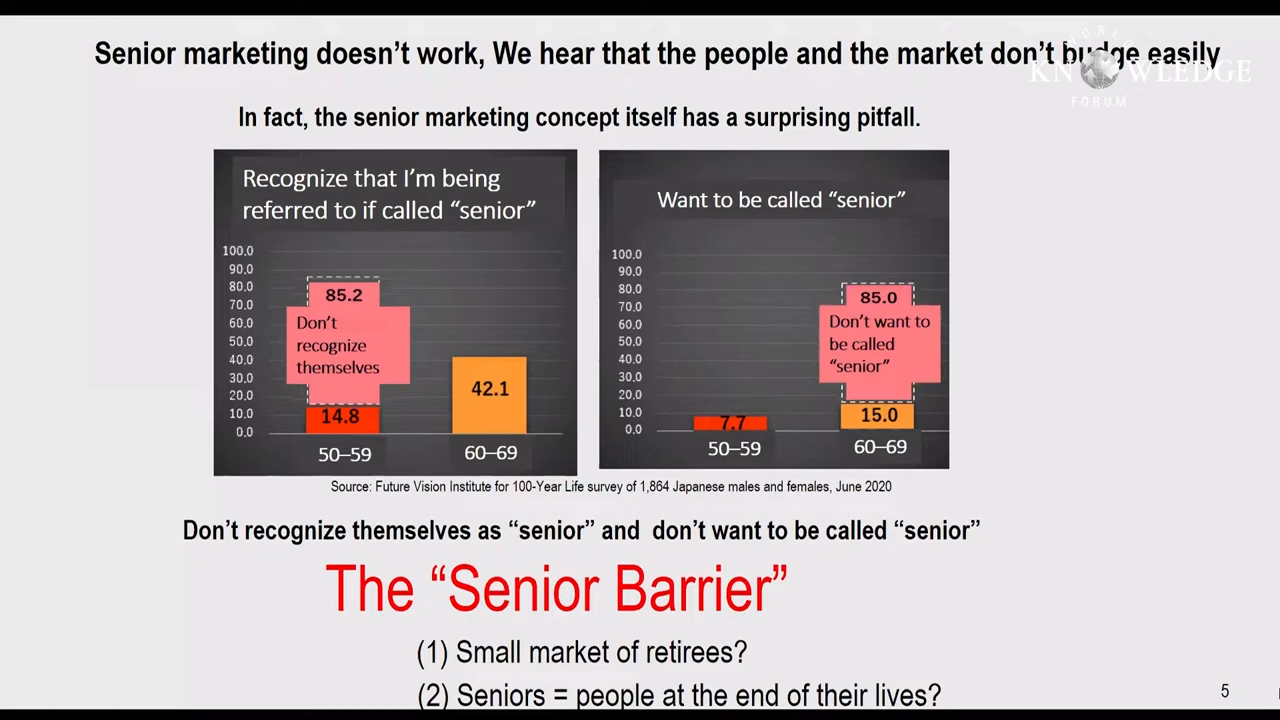 Senior marketing doesn't work, We hear that the people and the market don't budge easily
WORLD
KNOWLEDGE
FORUM
In fact, the senior marketing concept itself has a surprising pitfall.
Recognize that I'm being
referred to if called “senior”
100.0
90.0
80.0
70.0
60.0
50.0
40.0
30.0
20.0
10.0
0.0
85.2
Don't
recognize
themselves
14.8
42.1
50–59
60–69
Want to be called “senior”
100.0
90.0
80.0
70.0
60.0
50.0
40.0
30.0
20.0
10.0
0.0
85.0
Don't want to
be called
“senior”
7.7
15.0
50–59
60–69
Source: Future Vision Institute for 100-Year Life survey of 1,864 Japanese males and females, June 2020
Don't recognize themselves as “senior” and don't want to be called “senior”
The “Senior Barrier”
(1) Small market of retirees?
(2) Seniors = people at the end of their lives?
5